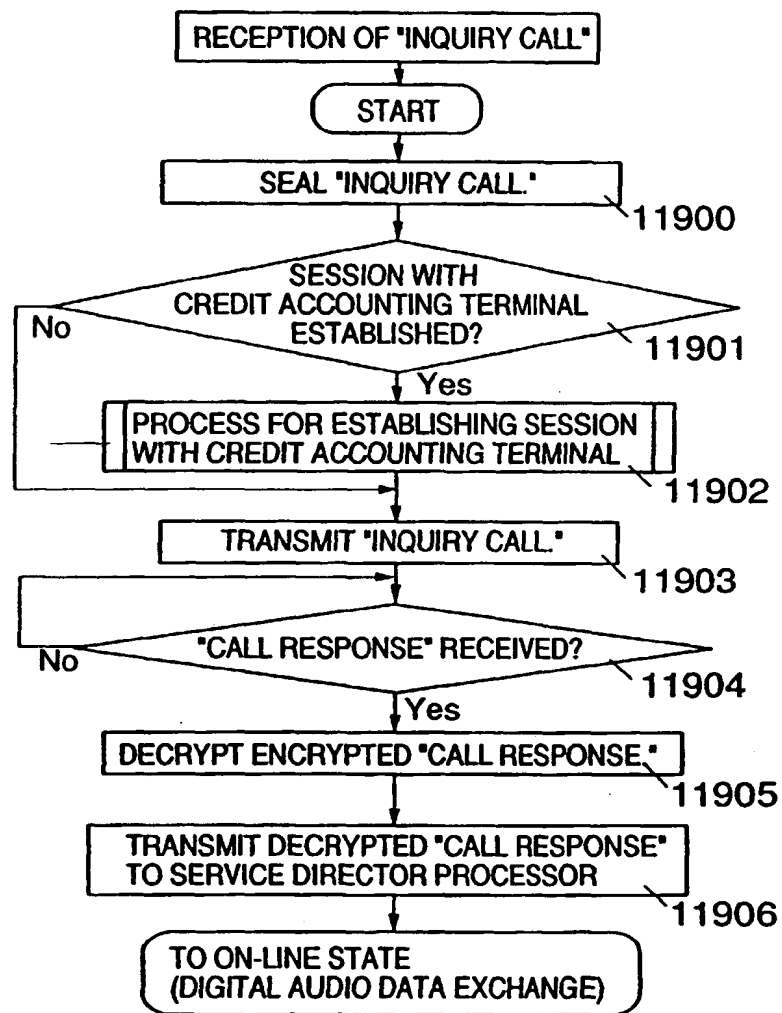 RECEPTION OF "INQUIRY CALL"
START
SEAL "INQUIRY CALL."
11900
SESSION WITH
CREDIT ACCOUNTING TERMINAL
ESTABLISHED?
No
11901
Yes
PROCESS FOR ESTABLISHING SESSION
WITH CREDIT ACCOUNTING TERMINAL
11902
TRANSMIT "INQUIRY CALL."
11903
"CALL RESPONSE" RECEIVED?
No
11904
Yes
DECRYPT ENCRYPTED "CALL RESPONSE."
11905
TRANSMIT DECRYPTED "CALL RESPONSE"
TO SERVICE DIRECTOR PROCESSOR
11906
TO ON-LINE STATE
(DIGITAL AUDIO DATA EXCHANGE)